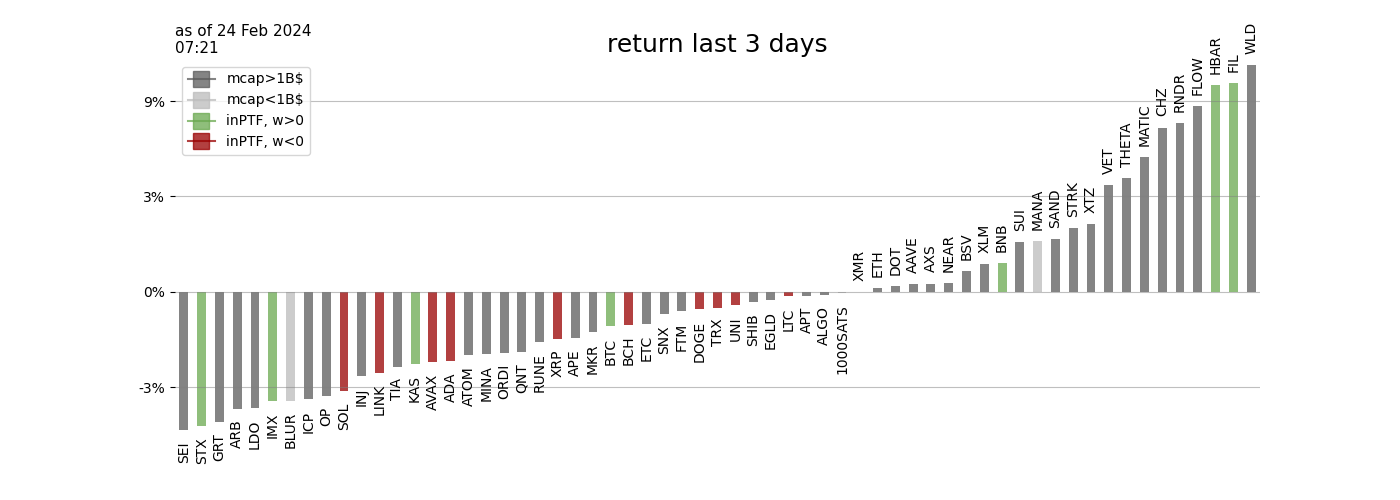 as of 24 Feb 2024
07:21
return last 3 days
mcap>1B$
mcap<1B$
inPTF, w>0
inPTF, w<0
9%
3%
0%
-3%
SEI
STX
GRT
ARB
LDO
IMX
BLUR
ICP
OP
SOL
INJ
LINK
TIA
KAS
AVAX
ADA
ATOM
MINA
ORDI
QNT
RUNE
XRP
APE
MKR
BTC
BCH
ETC
SNX
FTM
DOGE
TRX
UNI
SHIB
EGLD
LTC
APT
ALGO
1000SATS
XMR
ETH
DOT
AAVE
AXS
NEAR
BSV
XLM
BNB
SUI
MANA
SAND
STRK
XTZ
VET
THETA
MATIC
CHZ
RNDR
FLOW
HBAR
FIL
WLD